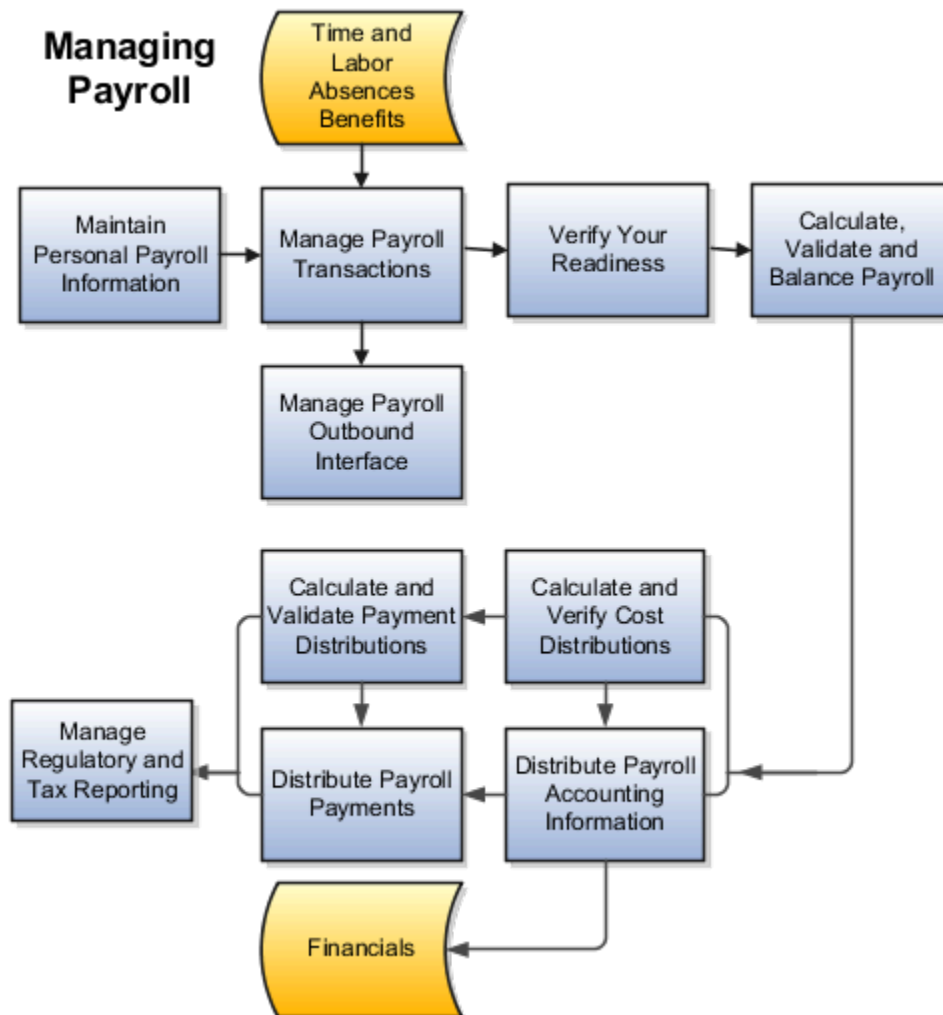 Managing
Payroll
Time and
Labor
Absences
Benefits
Maintain
Personal Payroll
Information
Manage Payroll
Transactions
Verify Your
Readiness
Calculate,
Validate and
Balance Payroll
Manage Payroll
Outbound
Interface
Calculate and
Validate Payment
Distributions
Calculate and
Verify Cost
Distributions
Manage
Regulatory and
Tax Reporting
Distribute Payroll
Payments
Distribute Payroll
Accounting
Information
Financials